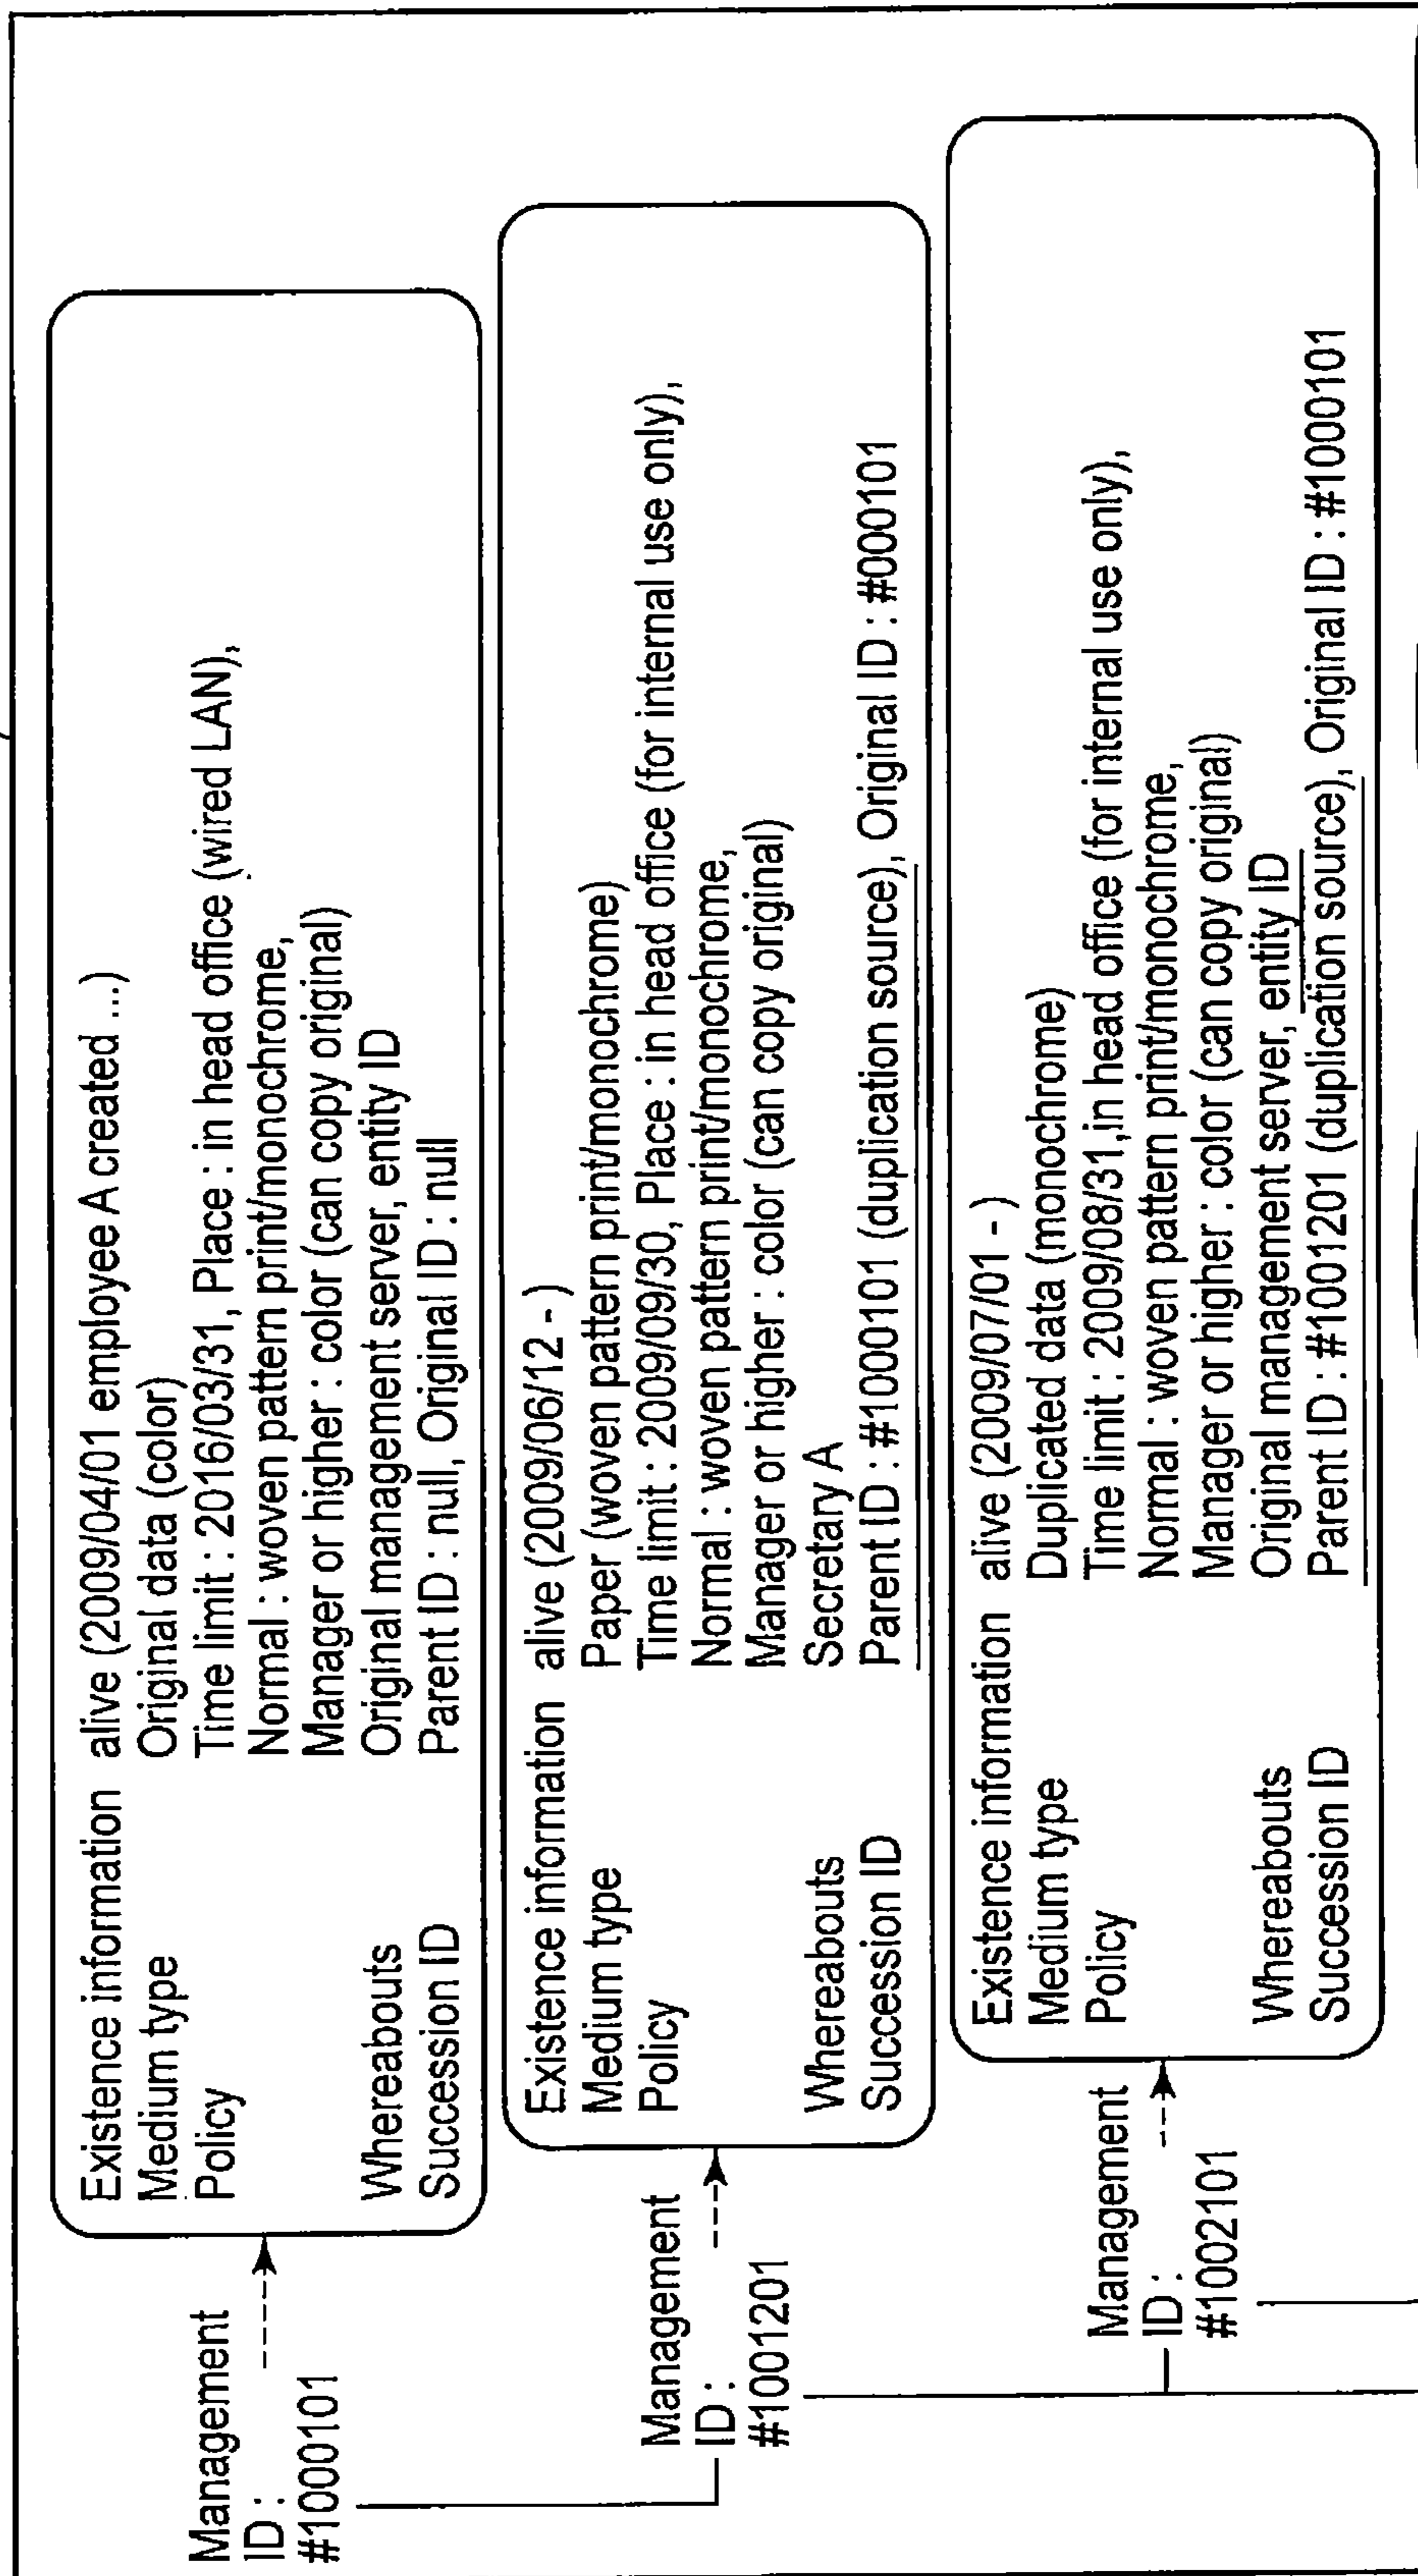 Management
ID :
#1000101
Existence information alive (2009/04/01 employee A created ...)
Medium type Original data (color)
Policy Time limit : 2016/03/31, Place : in head office (wired LAN),
Normal : woven pattern print/monochrome,
Manager or higher : color (can copy original)
Whereabouts Original management server, entity ID
Succession ID Parent ID : null, Original ID : null
Management
ID :
#1001201
Existence information alive (2009/06/12 - )
Medium type Paper (woven pattern print/monochrome)
Policy Time limit : 2009/09/30, Place : in head office (for internal use only),
Normal : woven pattern print/monochrome,
Manager or higher : color (can copy original)
Whereabouts Secretary A
Succession ID Parent ID : #1000101 (duplication source), Original ID : #000101
Management
ID :
#1002101
Existence information alive (2009/07/01 - )
Medium type Duplicated data (monochrome)
Policy Time limit : 2009/08/31,in head office (for internal use only),
Normal : woven pattern print/monochrome,
Manager or higher : color (can copy original)
Whereabouts Original management server, entity ID
Succession ID Parent ID : #1001201 (duplication source), Original ID : #1000101